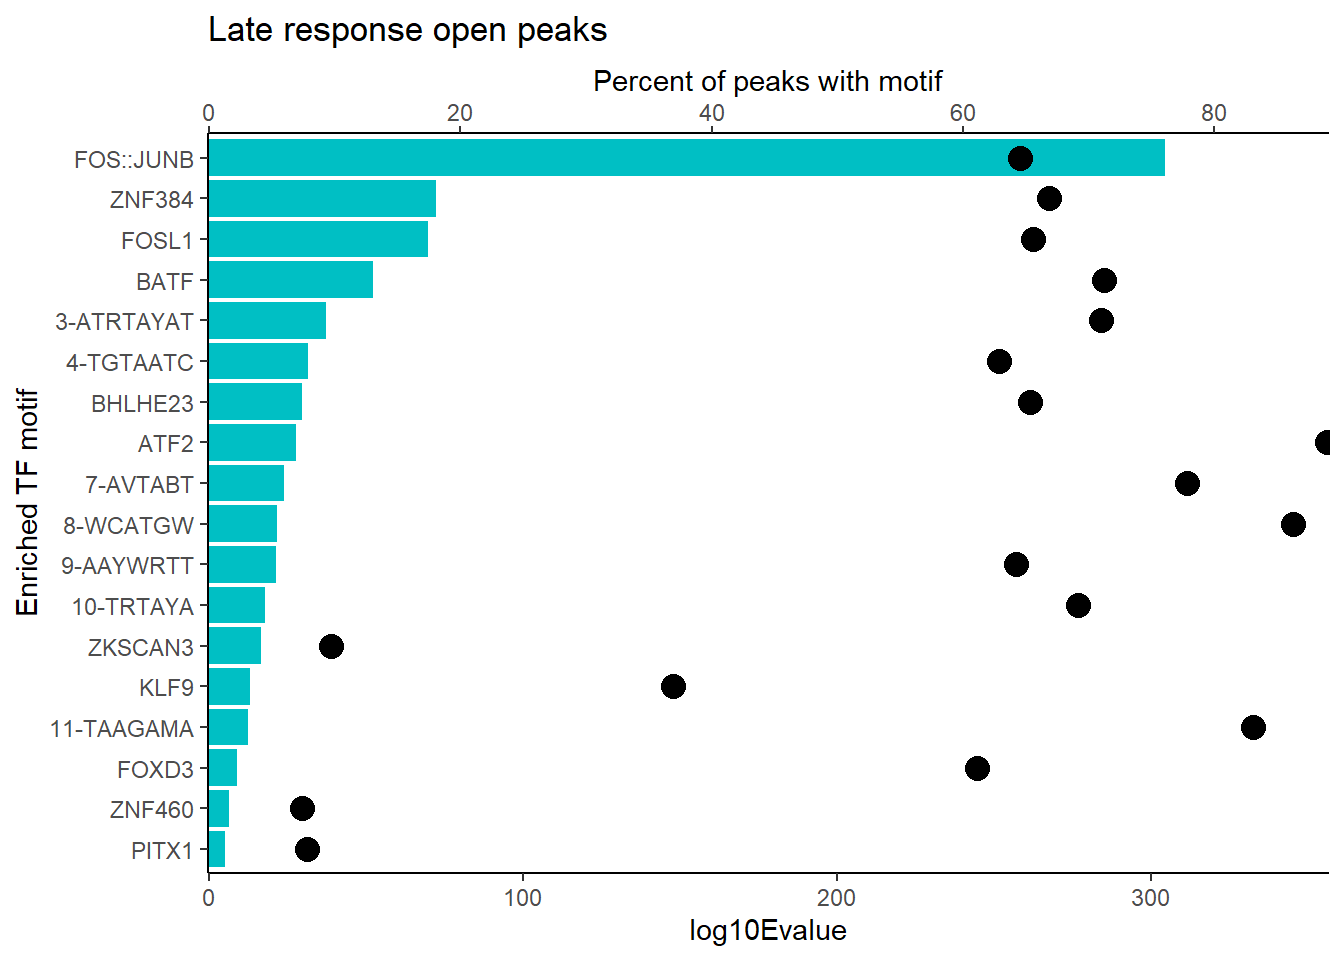 Late response open peaks
Percent of peaks with motif
0 20 40 60 80
FOS::JUNB
ZNF384
FOSL1
BATF
3-ATRTAYAT
4-TGTAATC
BHLHE23
ATF2
7-AVTABT
8-WCATGW
9-AAYWRTT
10-TRTAYA
ZKSCAN3
KLF9
11-TAAGAMA
FOXD3
ZNF460
PITX1
Enriched TF motif
0 100 200 300
log10Evalue